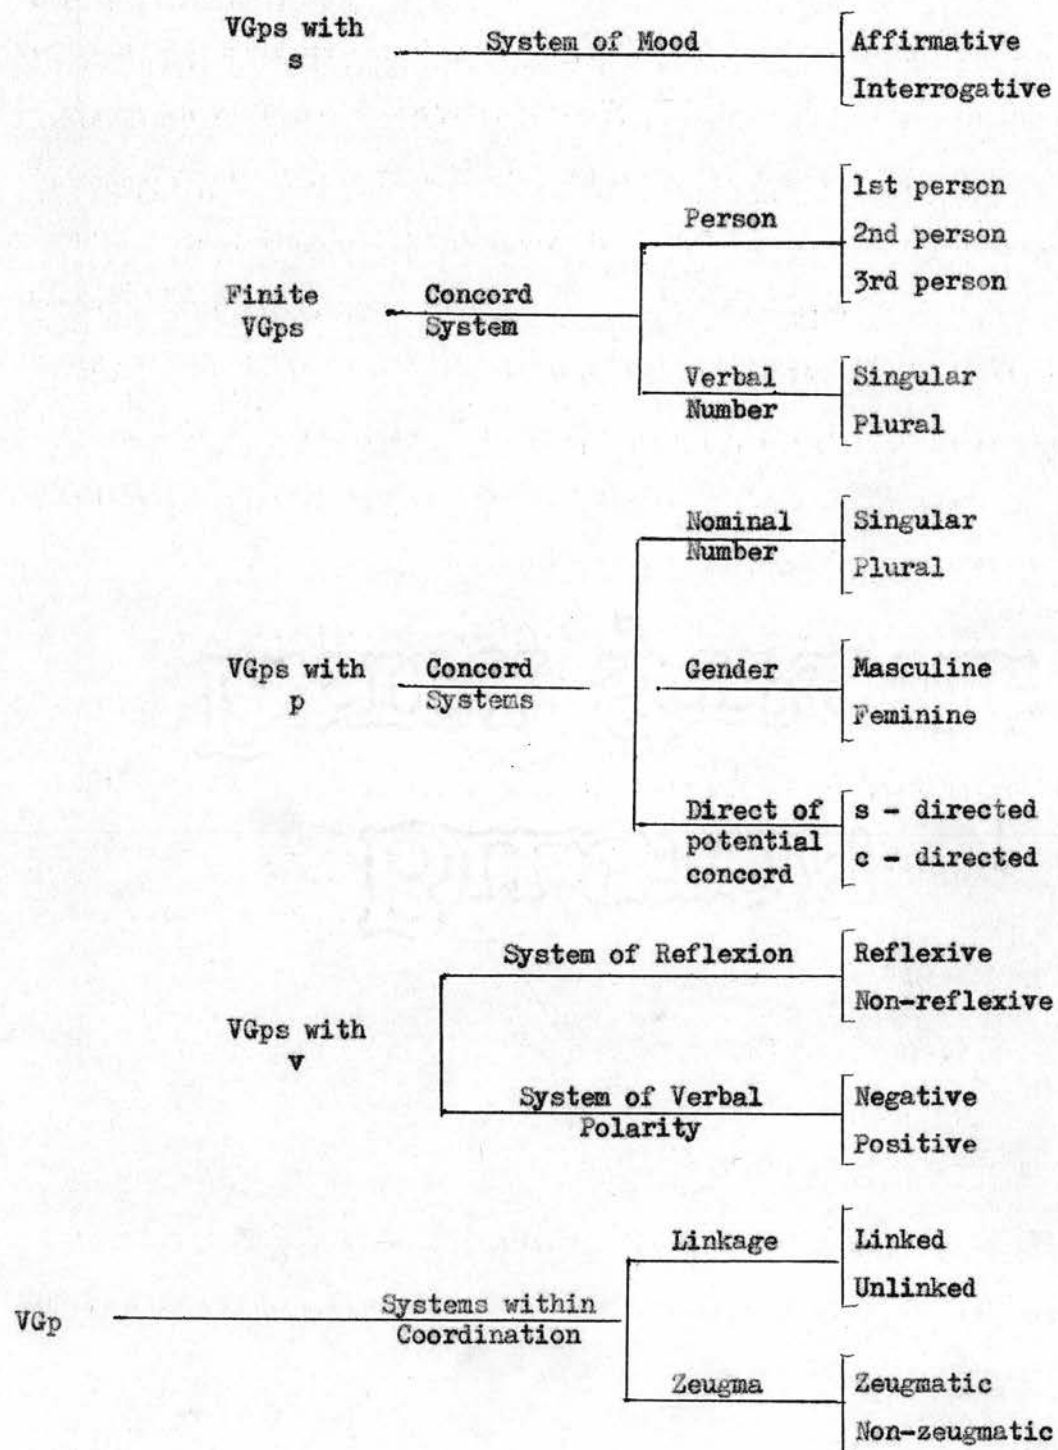 VGps with
s
System of Mood
Affirmative
Interrogative
Finite
VGps
Concord
System
Person
1st person
2nd person
3rd person
Verbal
Number
Singular
Plural
VGps with
p
Concord
Systems
Nominal
Number
Singular
Plural
Gender
Masculine
Feminine
Direct of
potential
concord
s - directed
c - directed
VGps with
v
System of Reflexion
Reflexive
Non-reflexive
System of Verbal
Polarity
Negative
Positive
VGp
Systems within
Coordination
Linkage
Linked
Unlinked
Zeugma
Zeugmatic
Non-zeugmatic